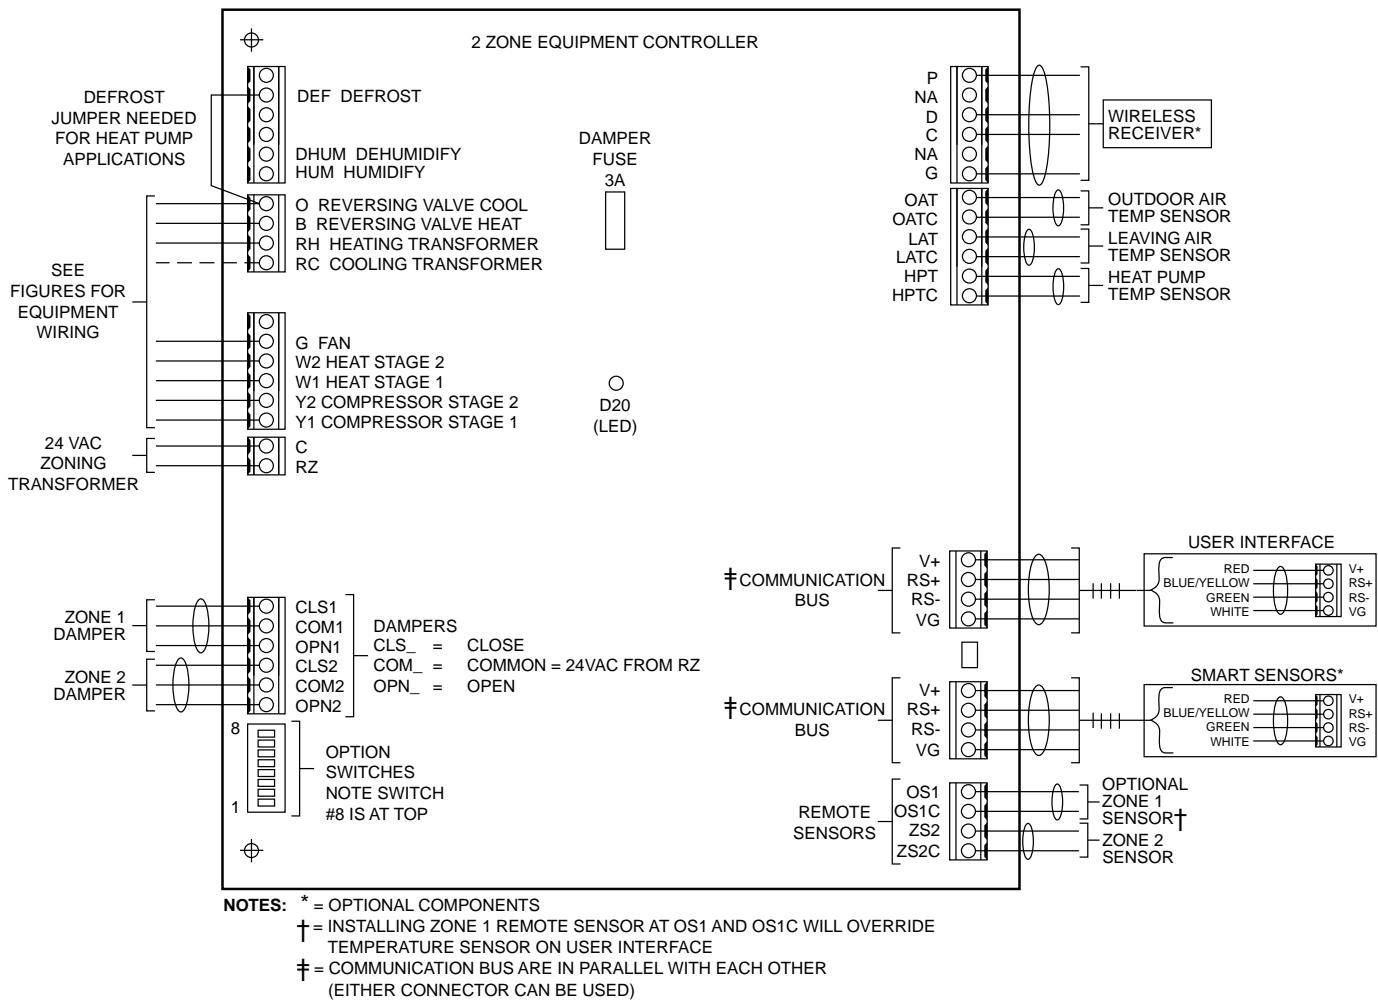 2 ZONE EQUIPMENT CONTROLLER
DEFROST
JUMPER NEEDED
FOR HEAT PUMP
APPLICATIONS
DEF DEFROST
DHUM DEHUMIDIFY
HUM HUMIDIFY
O REVERSING VALVE COOL
B REVERSING VALVE HEAT
RH HEATING TRANSFORMER
RC COOLING TRANSFORMER
SEE
FIGURES FOR
EQUIPMENT
WIRING
G FAN
W2 HEAT STAGE 2
W1 HEAT STAGE 1
Y2 COMPRESSOR STAGE 2
Y1 COMPRESSOR STAGE 1
24 VAC
ZONING
TRANSFORMER
C
RZ
DAMPER
FUSE
3A
D20
(LED)
P
NA
D
C
NA
G
WIRELESS
RECEIVER*
OAT
OATC
LAT
LATC
HPT
HPTC
OUTDOOR AIR
TEMP SENSOR
LEAVING AIR
TEMP SENSOR
HEAT PUMP
TEMP SENSOR
ZONE 1
DAMPER
ZONE 2
DAMPER
CLS1
COM1
OPN1
CLS2
COM2
OPN2
DAMPERS
CLS_ = CLOSE
COM_ = COMMON = 24VAC FROM RZ
OPN_ = OPEN
8
1
OPTION
SWITCHES
NOTE SWITCH
#8 IS AT TOP
‡COMMUNICATION
BUS
V+
RS+
RS-
VG
USER INTERFACE
RED V+
BLUE/YELLOW RS+
GREEN RS-
WHITE VG
‡COMMUNICATION
BUS
V+
RS+
RS-
VG
SMART SENSORS*
RED V+
BLUE/YELLOW RS+
GREEN RS-
WHITE VG
REMOTE
SENSORS
OS1
OS1C
ZS2
ZS2C
OPTIONAL
ZONE 1
SENSOR†
ZONE 2
SENSOR
NOTES: * = OPTIONAL COMPONENTS
† = INSTALLING ZONE 1 REMOTE SENSOR AT OS1 AND OS1C WILL OVERRIDE
TEMPERATURE SENSOR ON USER INTERFACE
‡ = COMMUNICATION BUS ARE IN PARALLEL WITH EACH OTHER
(EITHER CONNECTOR CAN BE USED)